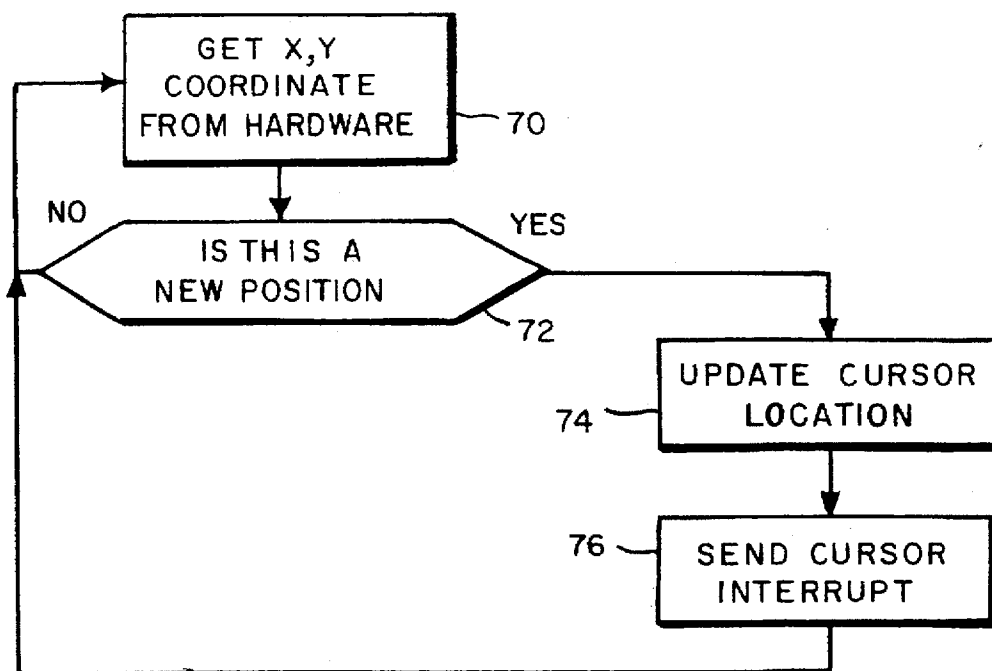 GET X,Y
COORDINATE
FROM HARDWARE
70
NO
YES
IS THIS A
NEW POSITION
72
UPDATE CURSOR
LOCATION
74
76
SEND CURSOR
INTERRUPT